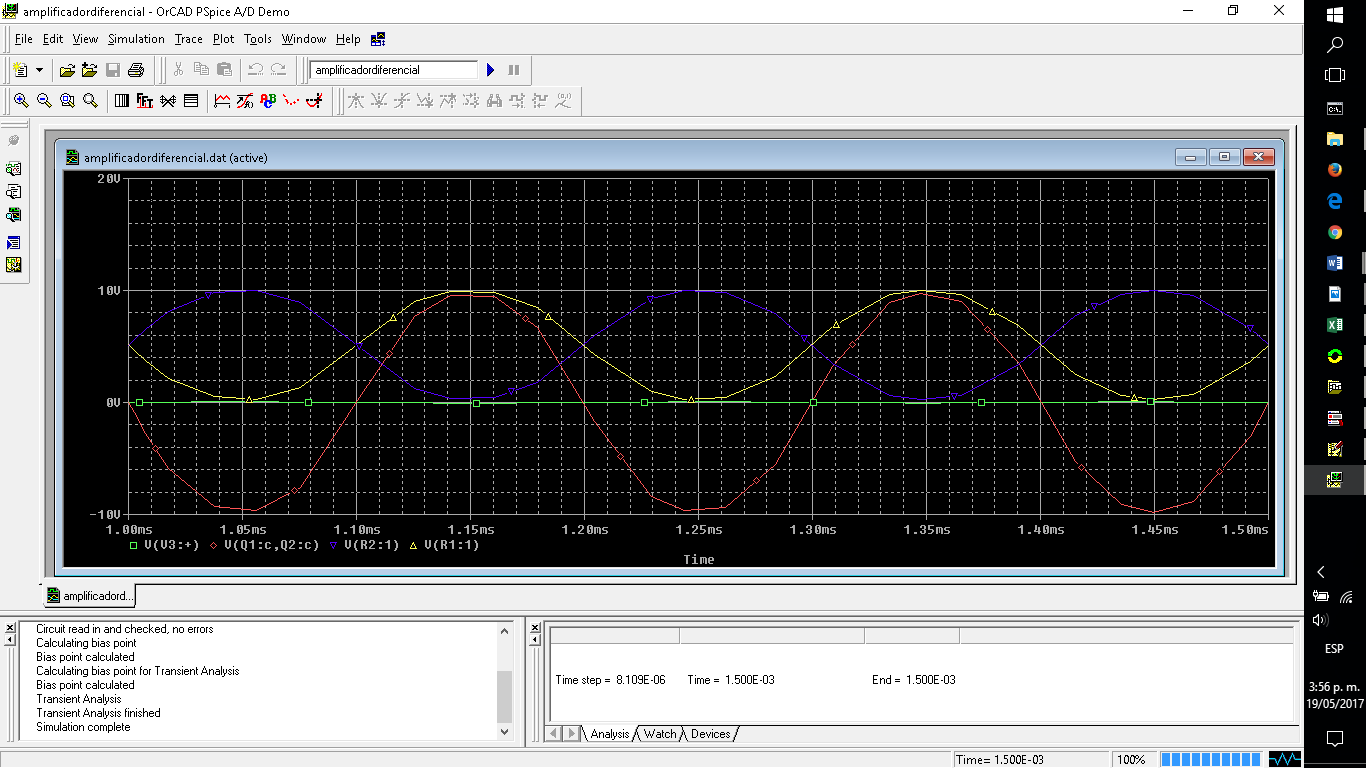 amplificadordiferencial - OrCAD PSpice A/D Demo
File Edit View Simulation Trace Plot Tools Window Help
amplificadordiferencial
amplificadordiferencial.dat (active)
20V
10V
0V
-10V
1.00ms 1.05ms 1.10ms 1.15ms 1.20ms 1.25ms 1.30ms 1.35ms 1.40ms 1.45ms 1.50ms
V(V3:+) V(Q1:c,Q2:c) V(R2:1) V(R1:1)
Time
amplificadord...
Circuit read in and checked, no errors
Calculating bias point
Bias point calculated
Calculating bias point for Transient Analysis
Bias point calculated
Transient Analysis
Transient Analysis finished
Simulation complete
Time step = 8.109E-06 Time = 1.500E-03 End = 1.500E-03
Analysis Watch Devices
Time= 1.500E-03 100%
ESP
3:56 p. m.
19/05/2017